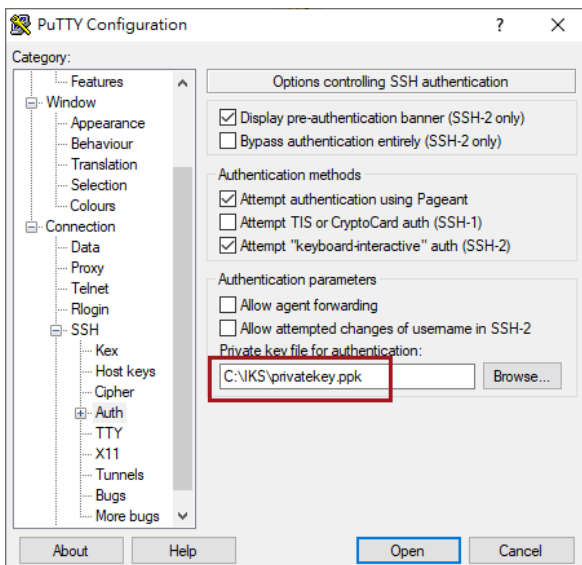 PuTTY Configuration
?
Category:
Features
Window
Appearance
Behaviour
Translation
Selection
Colours
Connection
Data
Proxy
Telnet
Rlogin
SSH
Kex
Host keys
Cipher
Auth
TTY
X11
Tunnels
Bugs
More bugs
Options controlling SSH authentication
Display pre-authentication banner (SSH-2 only)
Bypass authentication entirely (SSH-2 only)
Authentication methods
Attempt authentication using Pageant
Attempt TIS or CryptoCard auth (SSH-1)
Attempt "keyboard-interactive" auth (SSH-2)
Authentication parameters
Allow agent forwarding
Allow attempted changes of username in SSH-2
Private key file for authentication:
C:\IKS\privatekey.ppk
Browse...
About
Help
Open
Cancel